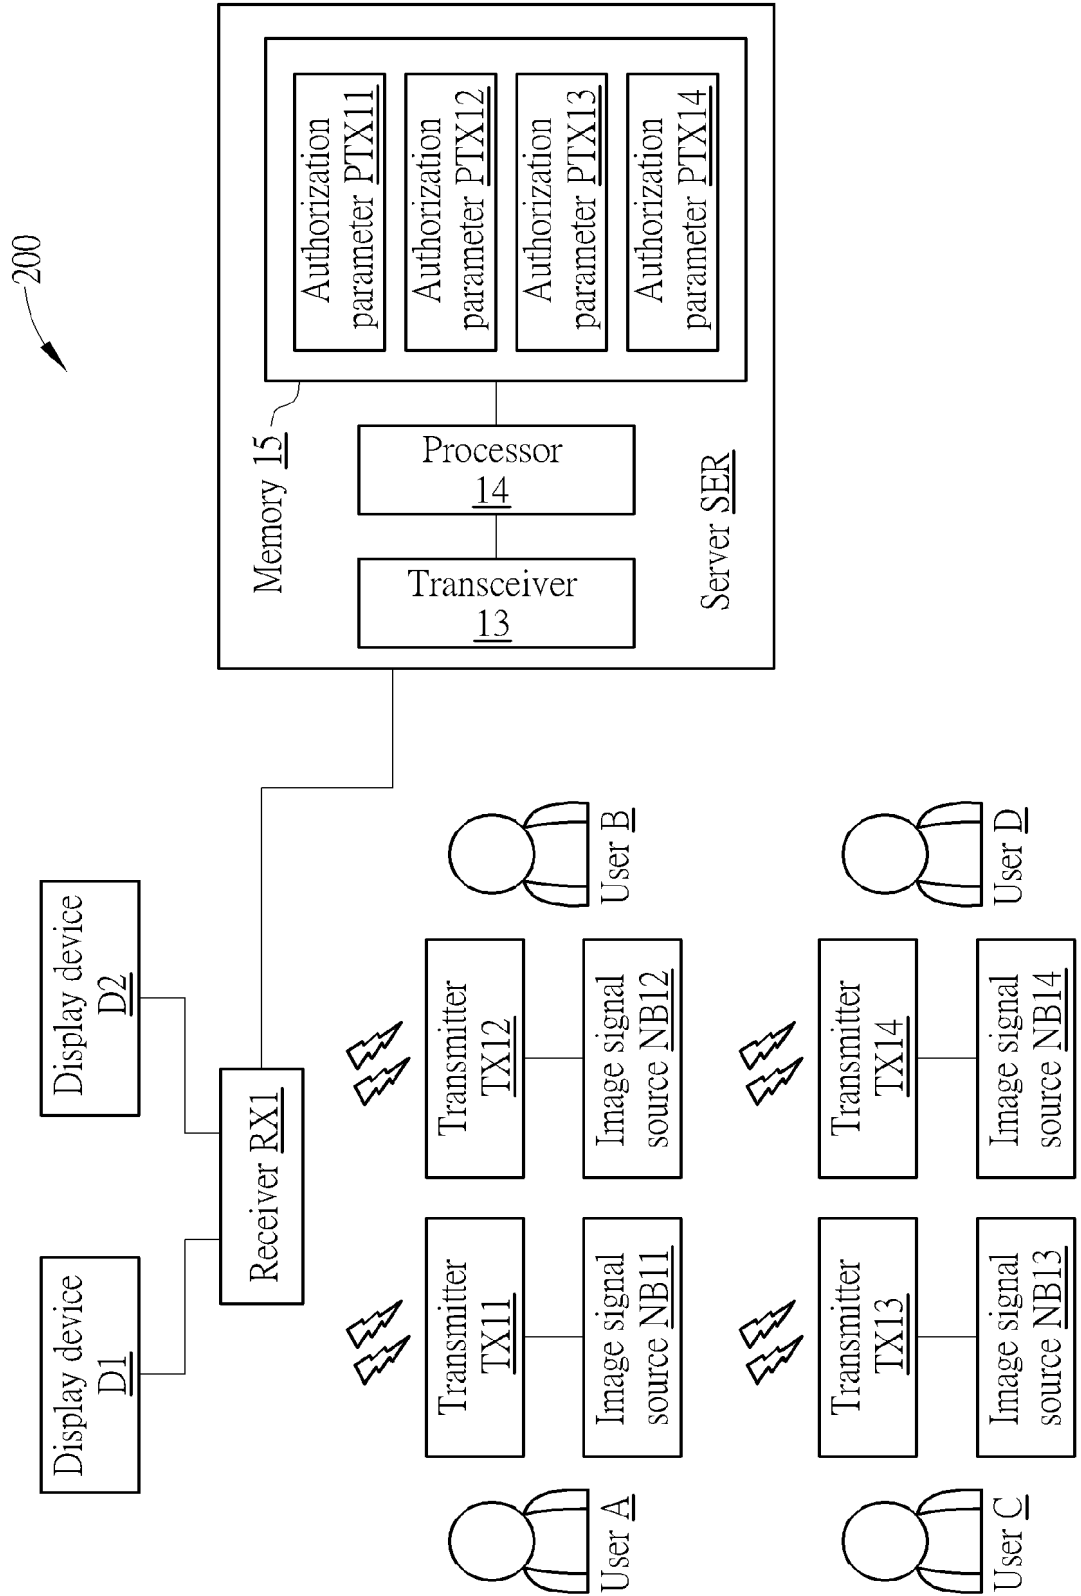 200
Display device
D1
Display device
D2
Receiver RX1
Memory 15
Authorization
parameter PTX11
Authorization
parameter PTX12
Authorization
parameter PTX13
Authorization
parameter PTX14
Processor
14
Transceiver
13
Server SER
User A
Transmitter
TX11
Image signal
source NB11
Transmitter
TX12
Image signal
source NB12
User B
User C
Transmitter
TX13
Image signal
source NB13
Transmitter
TX14
Image signal
source NB14
User D